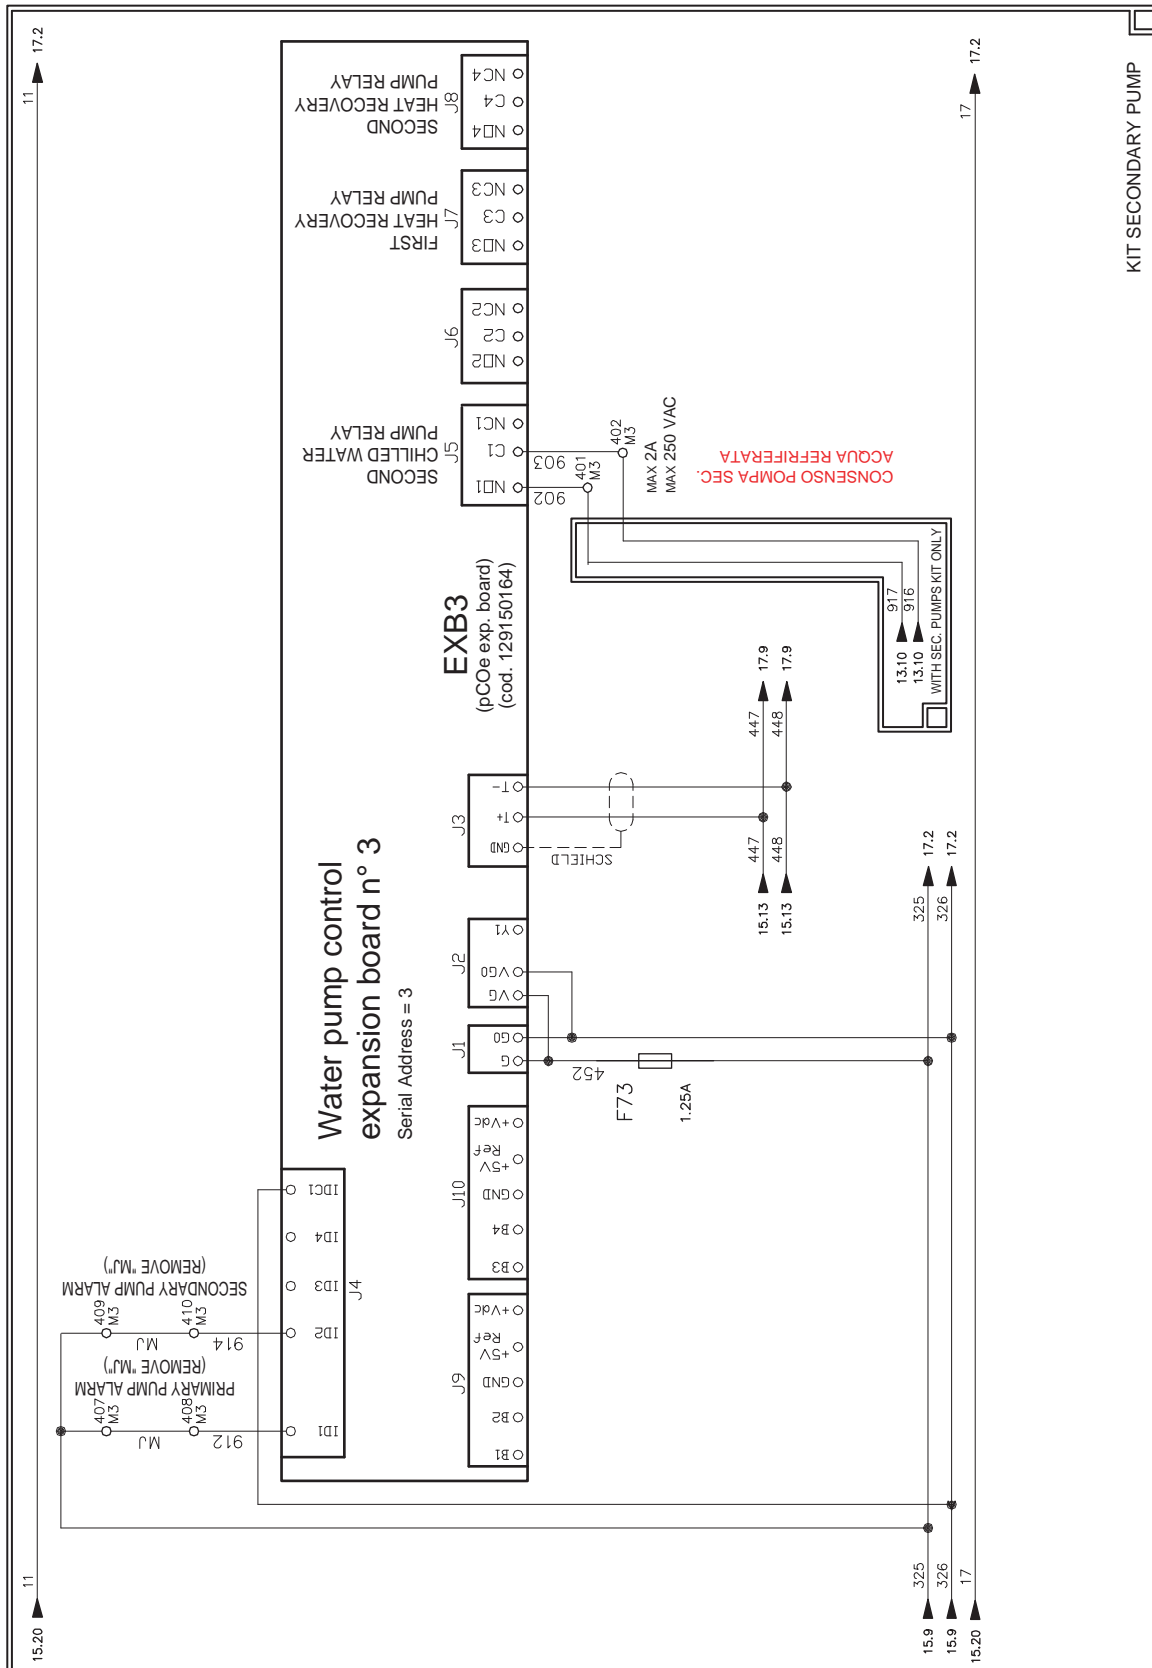 11
17.2
11
15.20
KIT SECONDARY PUMP
17
17.2
17
15.20
Water pump control
expansion board n° 3
Serial Address = 3
EXB3
(pCOe exp. board)
(cod. 129150164)
SECOND
HEAT RECOVERY
PUMP RELAY
J8
NO4
C4
NC4
FIRST
HEAT RECOVERY
PUMP RELAY
J7
NO3
C3
NC3
J6
NO2
C2
NC2
SECOND
CHILLED WATER
PUMP RELAY
J5
NO1
C1
NC1
902
903
401
M3
402
M3
MAX 2A
MAX 250 VAC
CONSENSO POMPA SEC.
ACQUA REFRIFERATA
917
916
13.10
13.10
WITH SEC. PUMPS KIT ONLY
J3
GND
T+
T-
SCHIELD
447
448
17.9
17.9
447
448
15.13
15.13
J2
VG
VG0
Y1
J1
G
G0
452
F73
1.25A
325
326
17.2
17.2
J10
B3
B4
GND
+5V
Ref
+Vdc
J9
B1
B2
GND
+5V
Ref
+Vdc
J4
ID1
ID2
ID3
ID4
IDC1
SECONDARY PUMP ALARM
(REMOVE "MJ")
409
M3
MJ
410
M3
914
PRIMARY PUMP ALARM
(REMOVE "MJ")
407
M3
MJ
408
M3
912
325
326
15.9
15.9